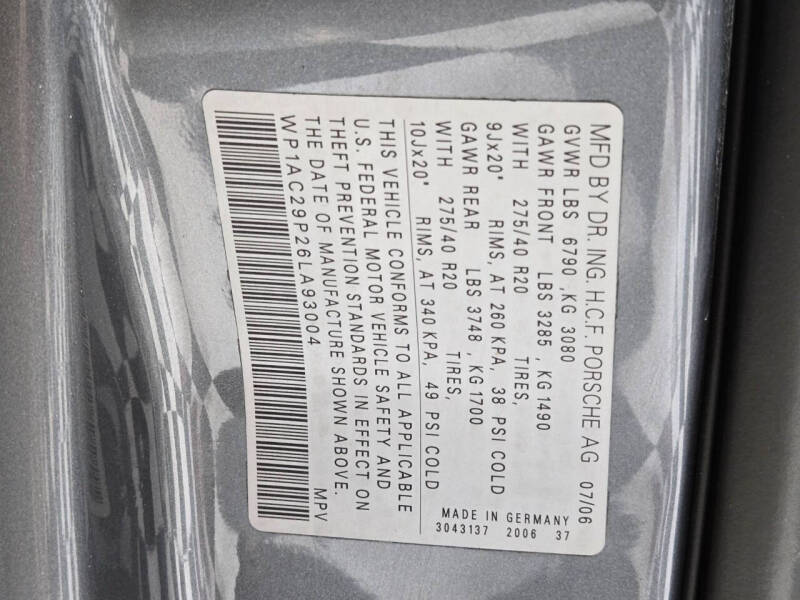 MFD BY DR. ING. H.C.F. PORSCHE AG 07/06
GVWR LBS 6790 ,KG 3080
GAWR FRONT LBS 3285 , KG 1490
WITH 275/40 R20 TIRES,
9Jx20" RIMS, AT 260 KPA, 38 PSI COLD
GAWR REAR LBS 3748 , KG 1700
WITH 275/40 R20 TIRES,
10Jx20" RIMS, AT 340 KPA, 49 PSI COLD
THIS VEHICLE CONFORMS TO ALL APPLICABLE
U.S. FEDERAL MOTOR VEHICLE SAFETY AND
THEFT PREVENTION STANDARDS IN EFFECT ON
THE DATE OF MANUFACTURE SHOWN ABOVE.
WP1AC29P26LA93004 MPV
MADE IN GERMANY
3043137 2006 37